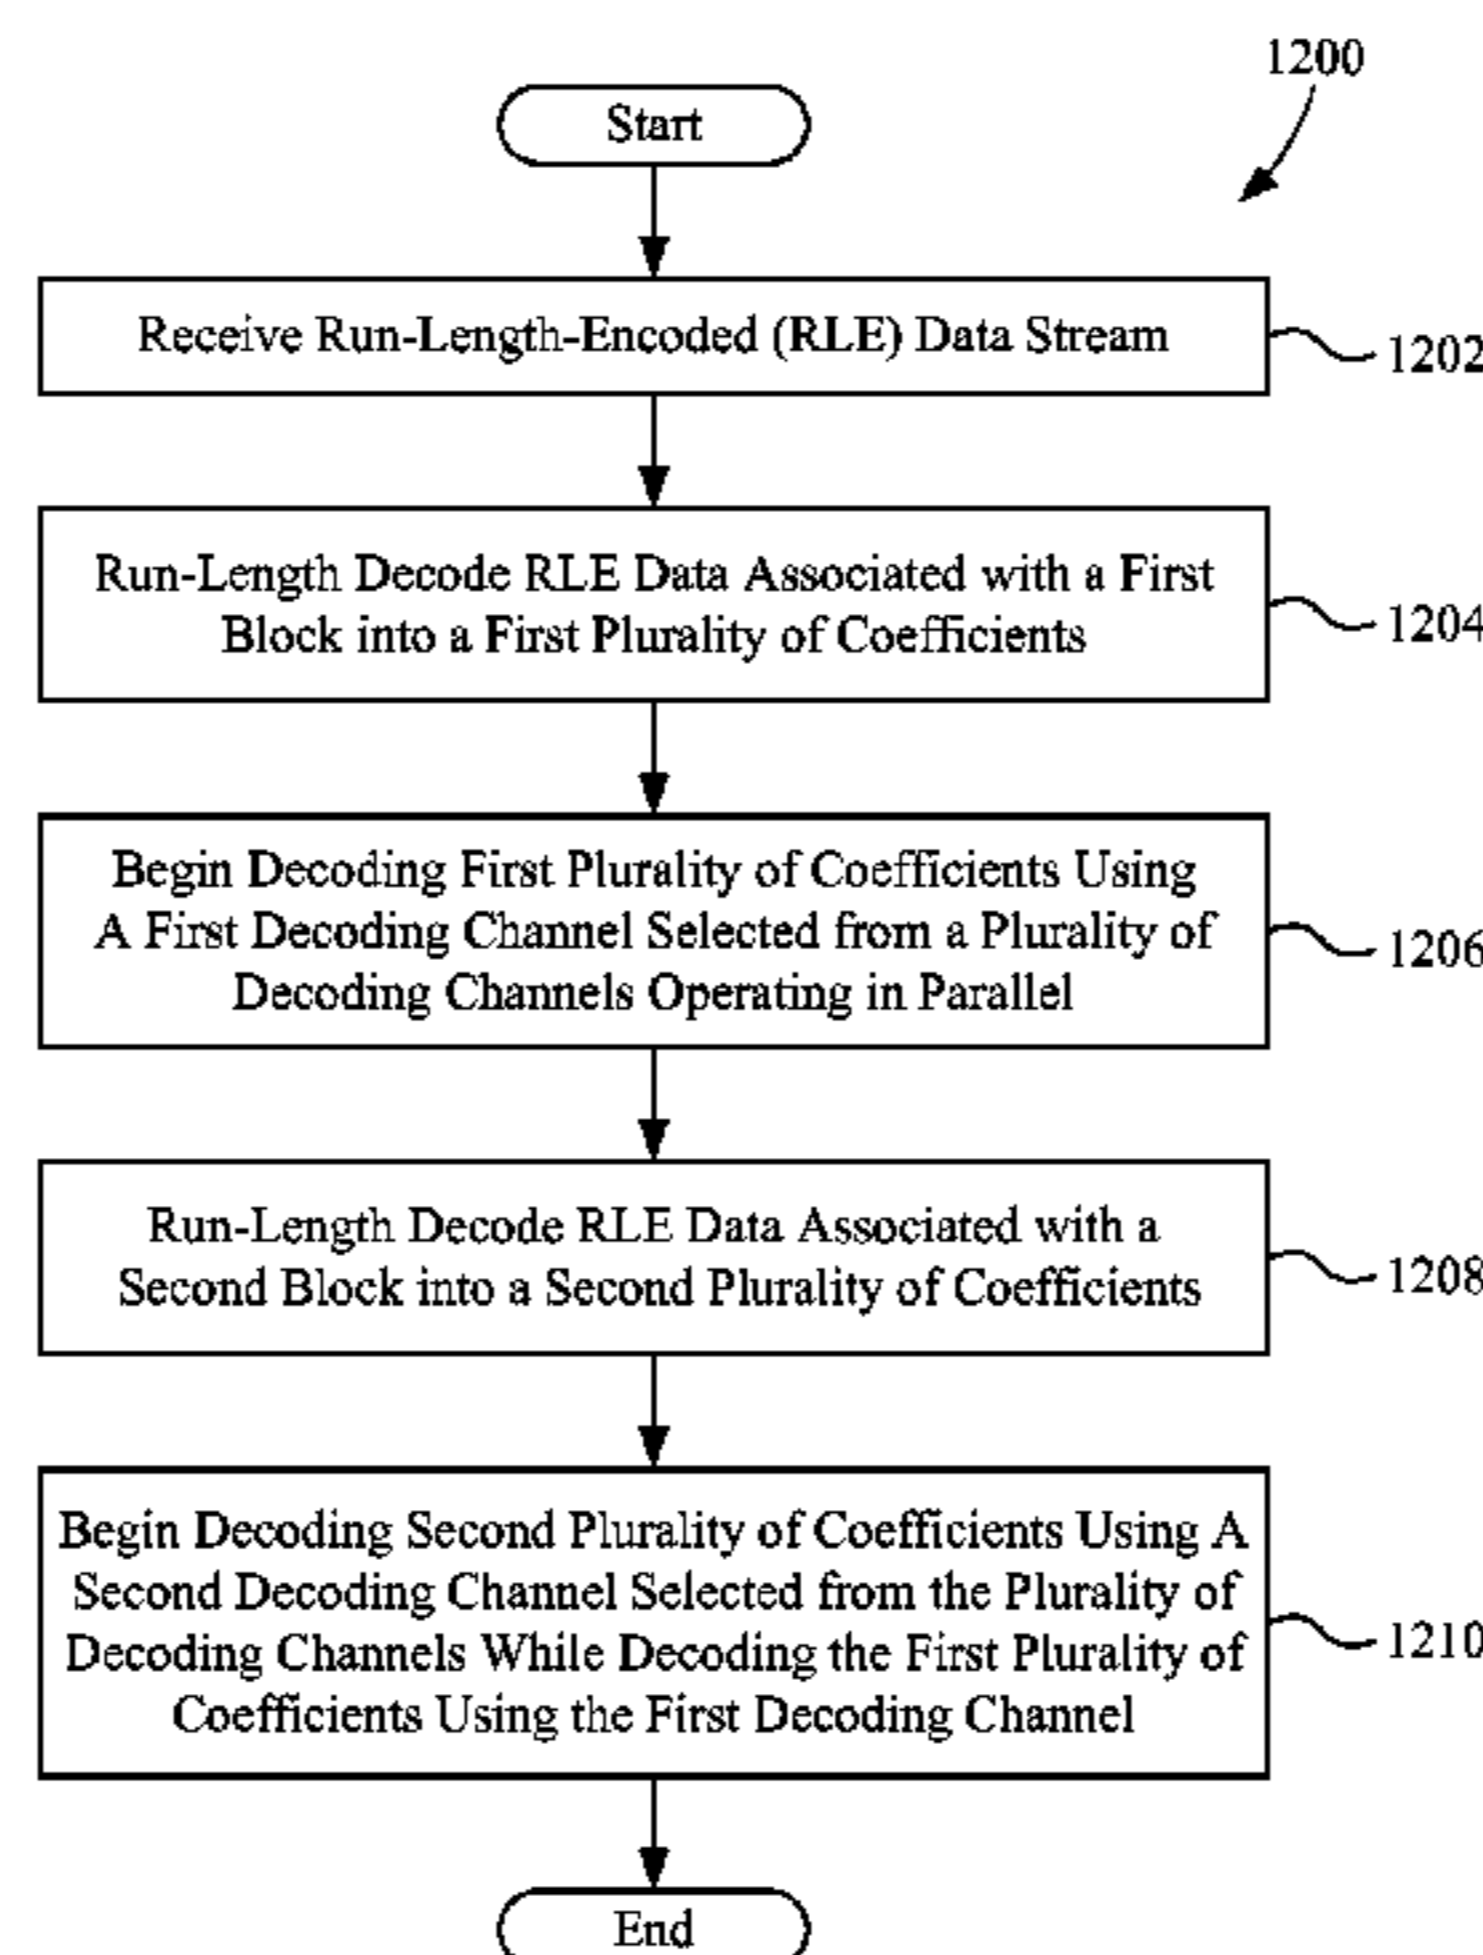 1200
Start
Receive Run-Length-Encoded (RLE) Data Stream
1202
Run-Length Decode RLE Data Associated with a First
Block into a First Plurality of Coefficients
1204
Begin Decoding First Plurality of Coefficients Using
A First Decoding Channel Selected from a Plurality of
Decoding Channels Operating in Parallel
1206
Run-Length Decode RLE Data Associated with a
Second Block into a Second Plurality of Coefficients
1208
Begin Decoding Second Plurality of Coefficients Using A
Second Decoding Channel Selected from the Plurality of
Decoding Channels While Decoding the First Plurality of
Coefficients Using the First Decoding Channel
1210
End